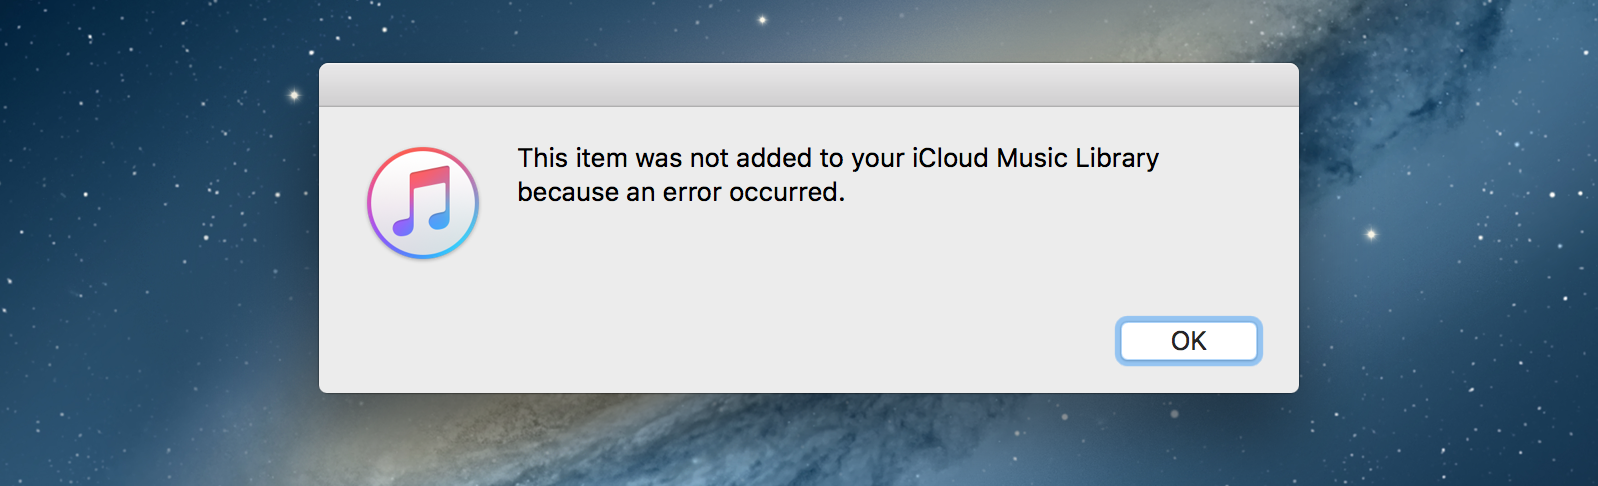 This item was not added to your iCloud Music Library
because an error occurred.
OK